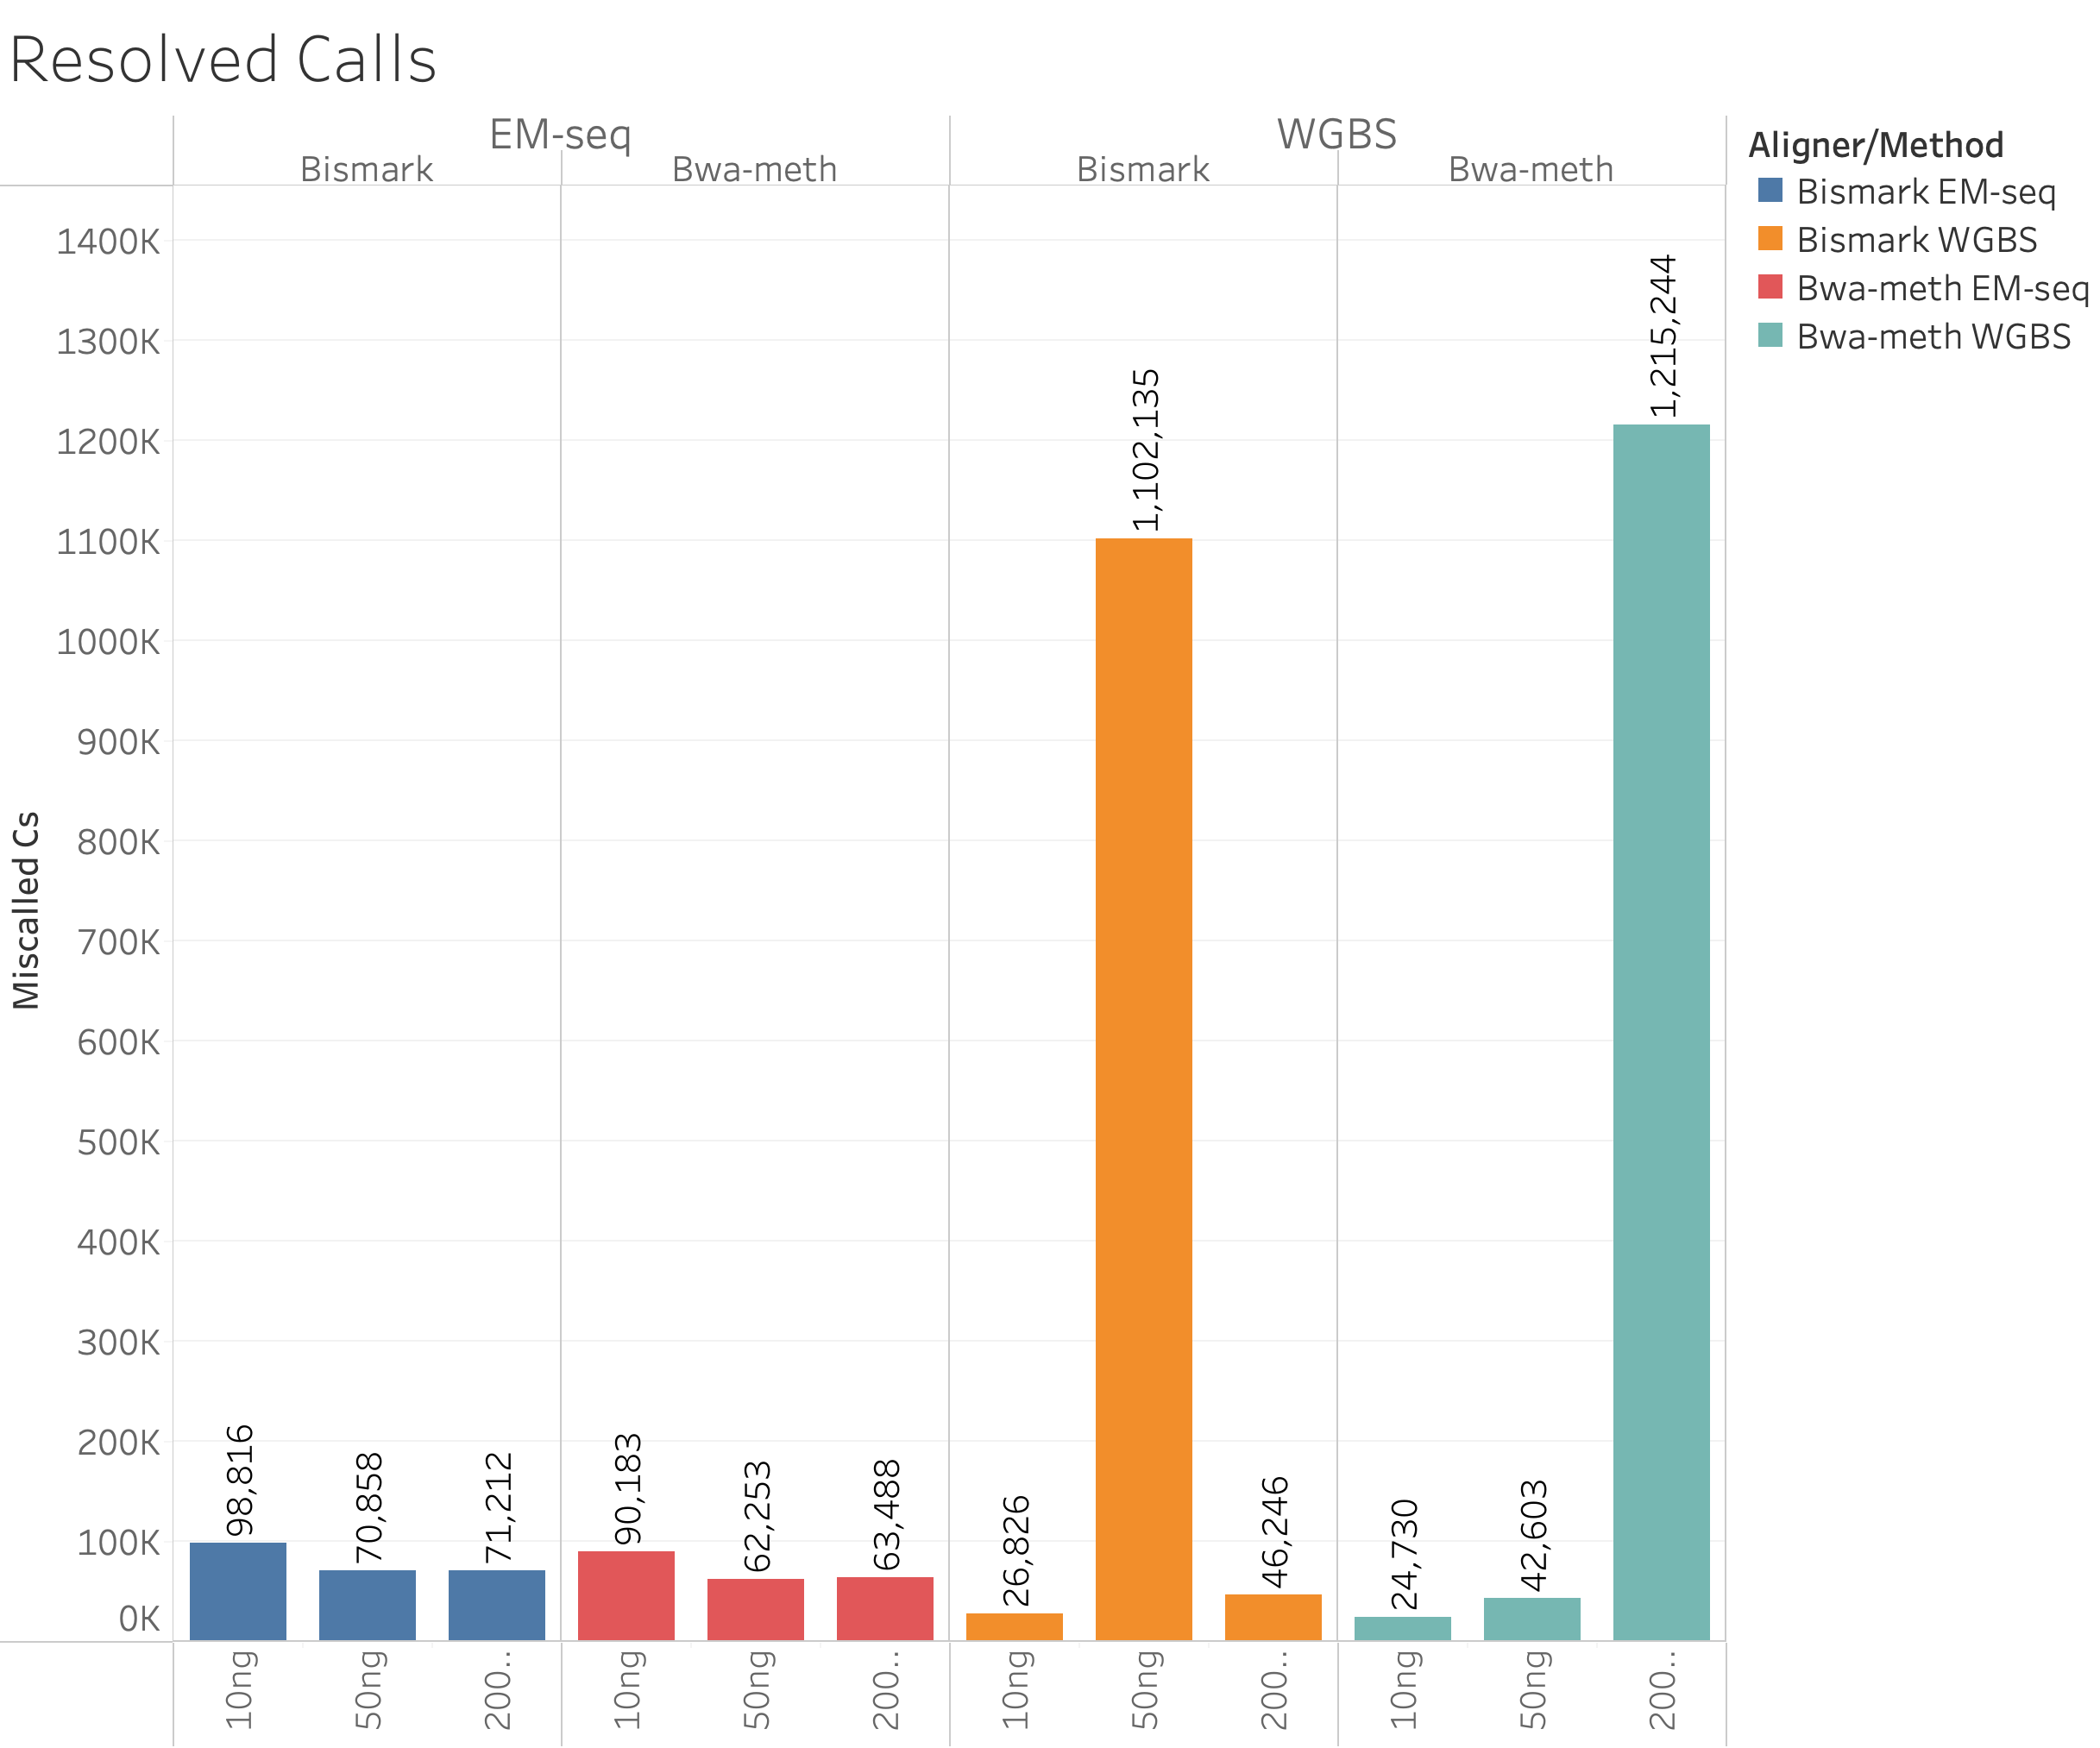 Resolved Calls
EM-seq
WGBS
Bismark
Bwa-meth
Bismark
Bwa-meth
Aligner/Method
Bismark EM-seq
Bismark WGBS
Bwa-meth EM-seq
Bwa-meth WGBS
Miscalled Cs
1400K
1300K
1200K
1100K
1000K
900K
800K
700K
600K
500K
400K
300K
200K
100K
0K
98,816
70,858
71,212
90,183
62,253
63,488
26,826
1,102,135
46,246
24,730
42,603
1,215,244
10ng
50ng
200..
10ng
50ng
200..
10ng
50ng
200..
10ng
50ng
200..